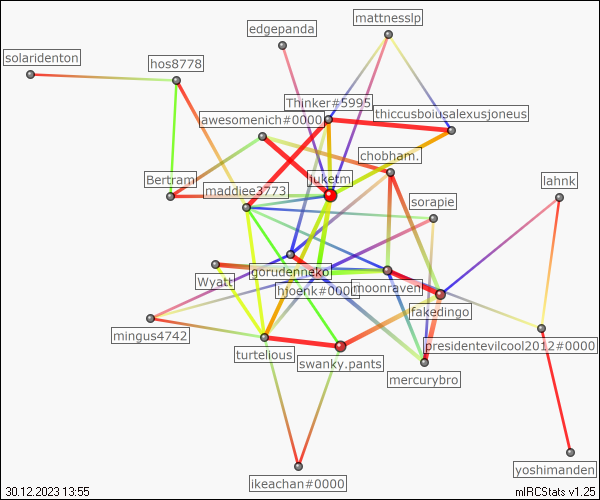 mattnesslp
edgepanda
solaridenton
hos8778
Thinker#5995
awesomenich#0000
thiccusboiusalexusjoneus
chobham.
Bertram
juketm
lahnk
maddiee3773
sorapie
gorudenneko
Wyatt
moonraven
hjoenk#0000
fakedingo
mingus4742
presidentevilcool2012#0000
turtelious
swanky.pants
mercurybro
yoshimanden
ikeachan#0000
30.12.2023 13:55
mIRCStats v1.25